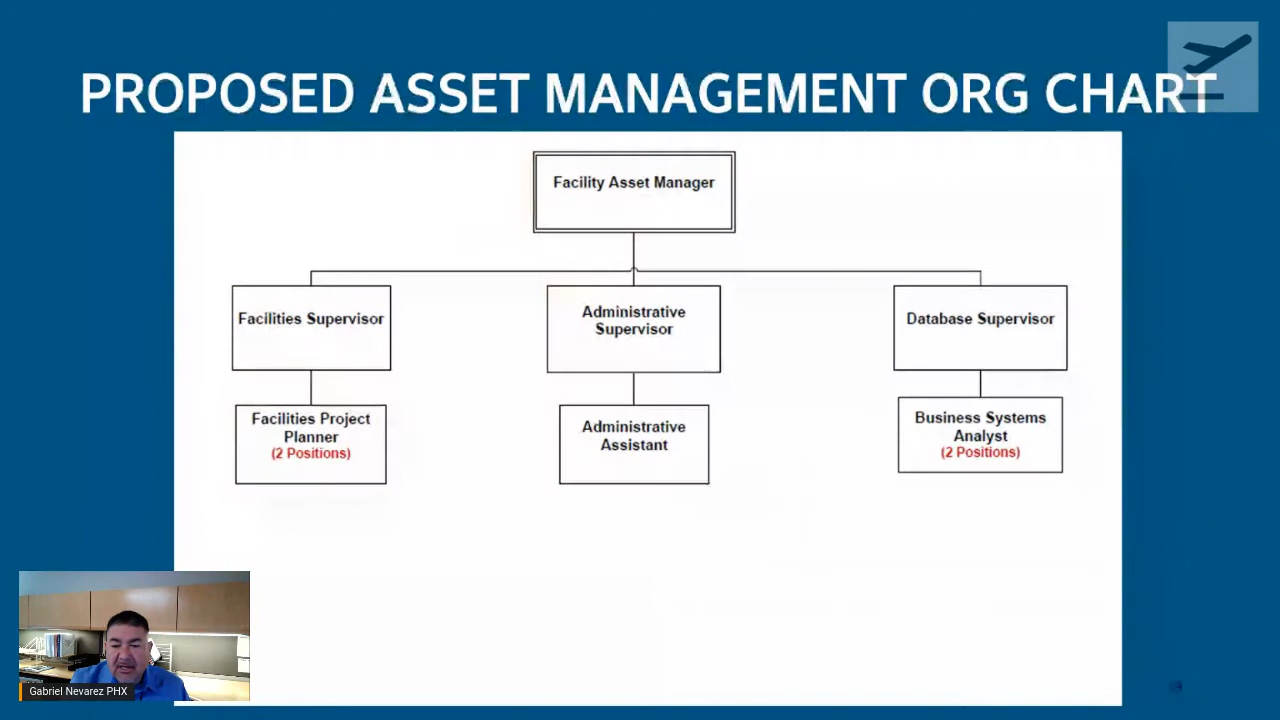 PROPOSED ASSET MANAGEMENT ORG CHART
Facility Asset Manager
Facilities Supervisor
Administrative
Supervisor
Database Supervisor
Facilities Project
Planner
(2 Positions)
Administrative
Assistant
Business Systems
Analyst
(2 Positions)
Gabriel Nevarez PHX